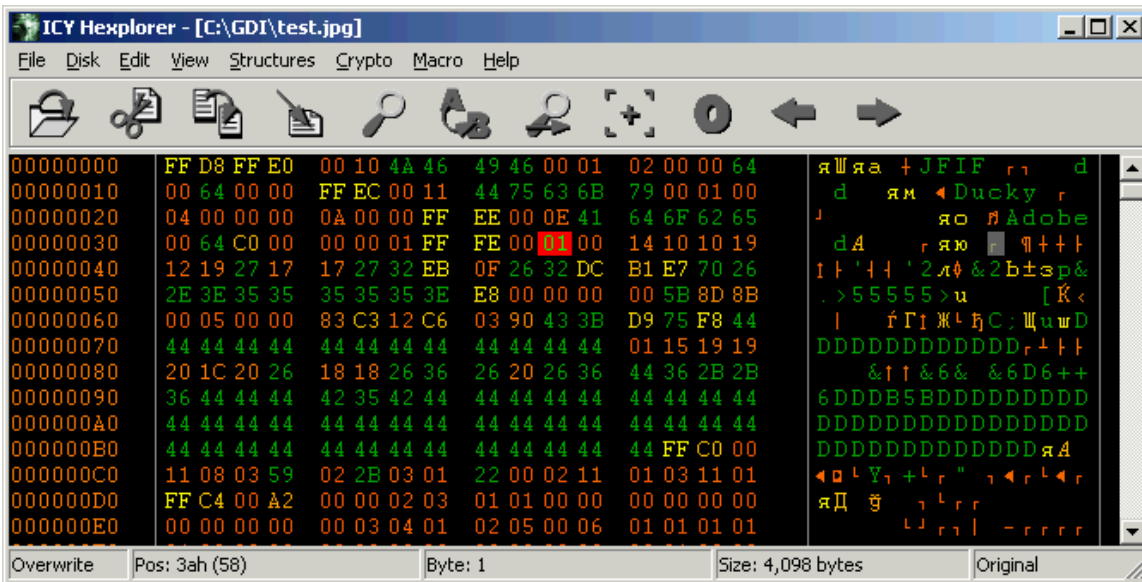 ICY Hexplorer - [C:\GDI\test.jpg]
File Disk Edit View Structures Crypto Macro Help
00000000 FF D8 FF E0 00 10 4A 46 49 46 00 01 02 00 00 64 яШяа JFIF d
00000010 00 64 00 00 FF EC 00 11 44 75 63 6B 79 00 01 00 d ям Ducky
00000020 04 00 00 00 0A 00 00 FF EE 00 0E 41 64 6F 62 65 яо Adobe
00000030 00 64 C0 00 00 00 01 FF FE 00 01 00 14 10 10 19 dА яю ¶
00000040 12 19 27 17 17 27 32 EB 0F 26 32 DC B1 E7 70 26 ' '2л &2Ь±зp&
00000050 2E 3E 35 35 35 35 35 3E E8 00 00 00 00 5B 8D 8B .>55555>и [Ќ‹
00000060 00 05 00 00 83 C3 12 C6 03 90 43 3B D9 75 F8 44 ѓГ Ж ђC;ЩuшD
00000070 44 44 44 44 44 44 44 44 44 44 44 44 01 15 19 19 DDDDDDDDDDDD
00000080 20 1C 20 26 18 18 26 36 26 20 26 36 44 36 2B 2B &↑↑&6& &6D6++
00000090 36 44 44 44 42 35 42 44 44 44 44 44 44 44 44 44 6DDDB5BDDDDDDDDD
000000A0 44 44 44 44 44 44 44 44 44 44 44 44 44 44 44 44 DDDDDDDDDDDDDDDD
000000B0 44 44 44 44 44 44 44 44 44 44 44 44 44 FF C0 00 DDDDDDDDDDDDDяА
000000C0 11 08 03 59 02 2B 03 01 22 00 02 11 01 03 11 01 Y + "
000000D0 FF C4 00 A2 00 00 02 03 01 01 00 00 00 00 00 00 яД ў
000000E0 00 00 00 00 00 03 04 01 02 05 00 06 01 01 01 01
Overwrite Pos: 3ah (58) Byte: 1 Size: 4,098 bytes Original